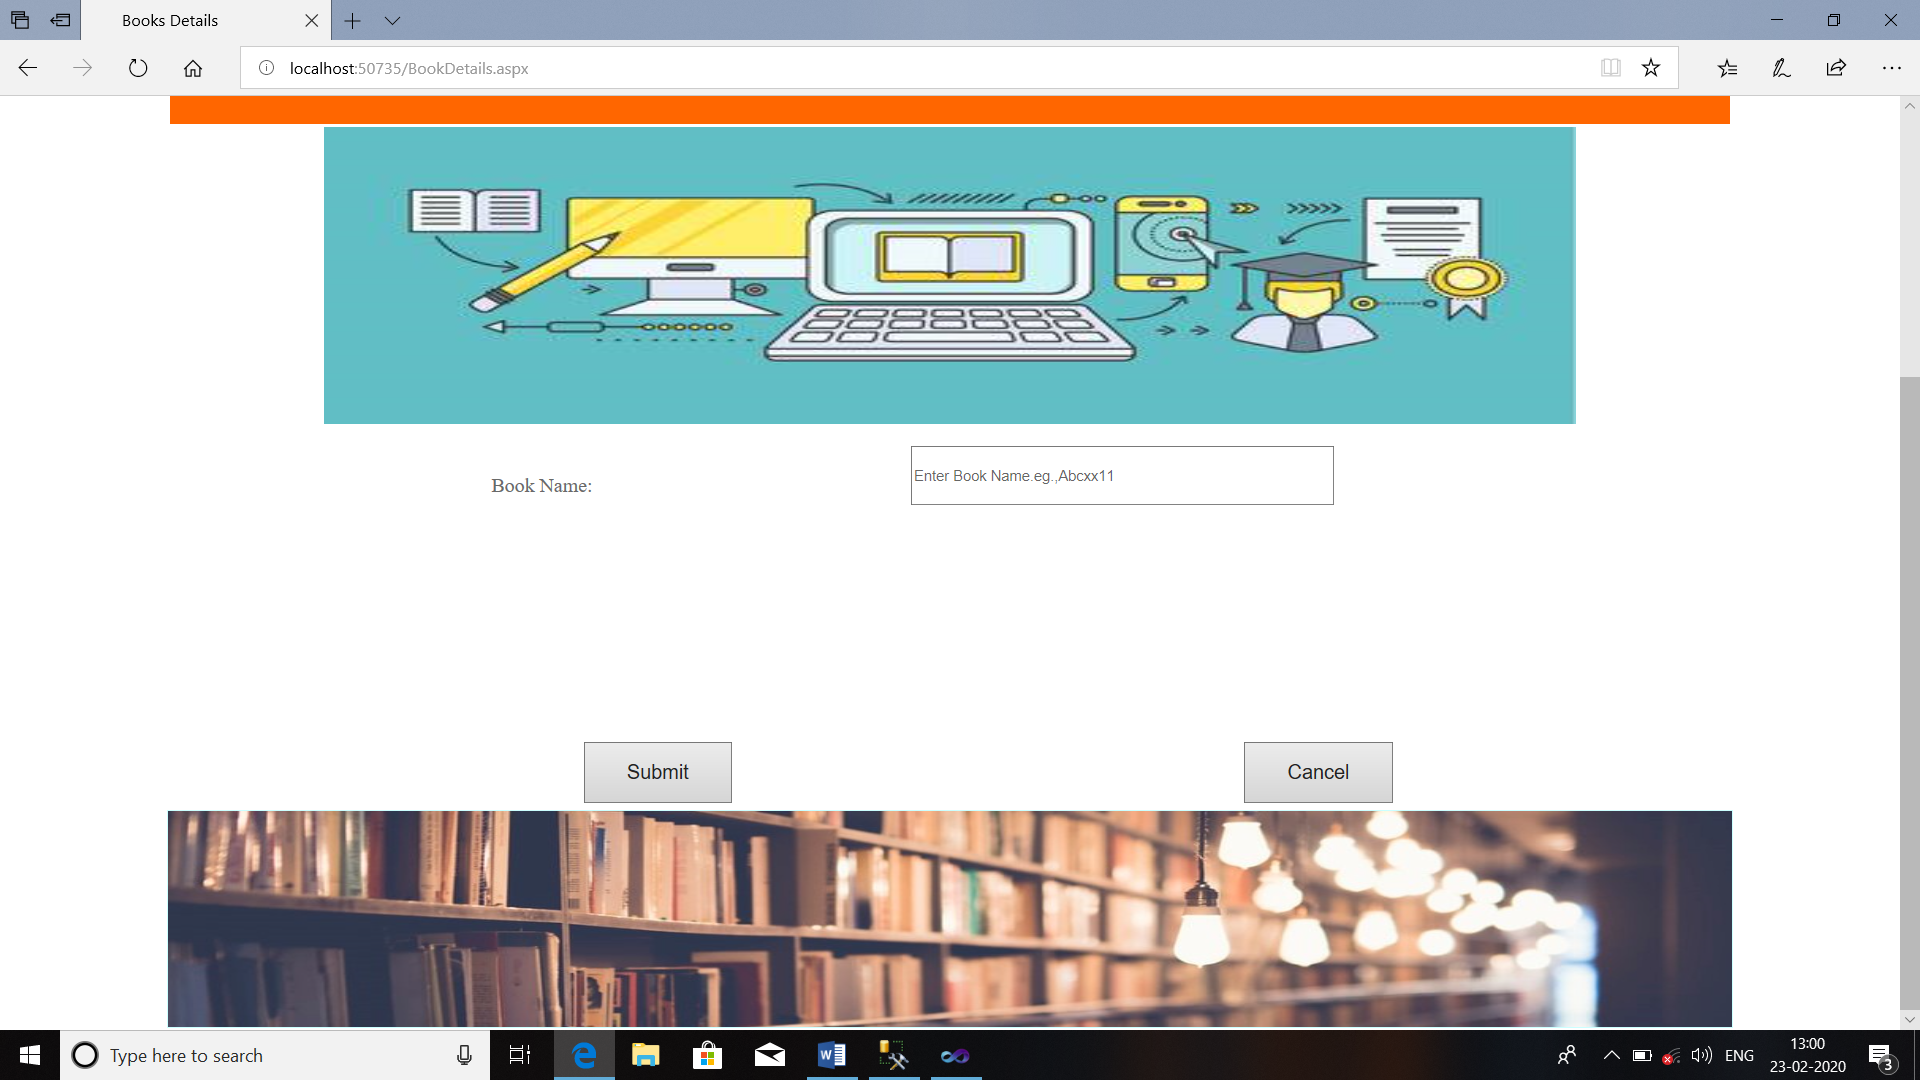 Books Details
localhost:50735/BookDetails.aspx
Book Name:
Enter Book Name.eg.,Abcxx11
Submit
Cancel
Type here to search
ENG
13:00
23-02-2020
3